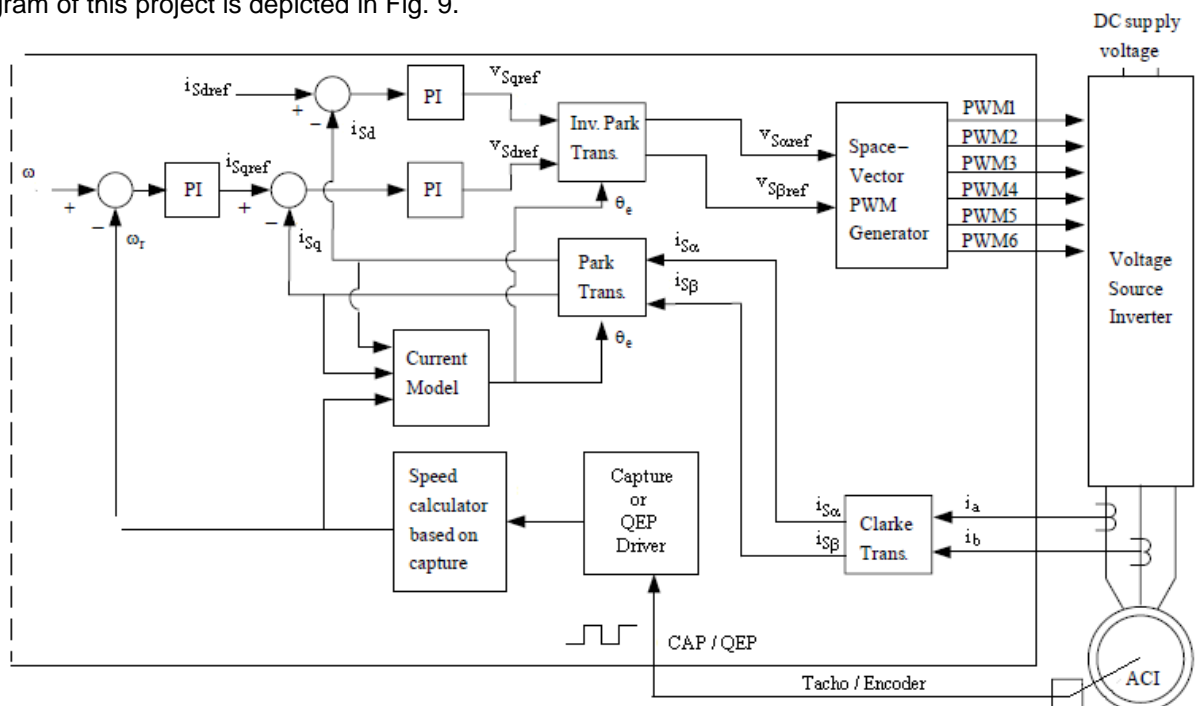 gram of this project is depicted in Fig. 9.
DC supply
voltage
iSdref
+
−
iSd
PI
vSqref
Inv. Park
Trans.
vSαref
vSβref
Space−
Vector
PWM
Generator
PWM1
PWM2
PWM3
PWM4
PWM5
PWM6
Voltage
Source
Inverter
ω
+
−
ωr
PI
iSqref
+
-
iSq
PI
vSdref
θe
Park
Trans.
iSα
iSβ
θe
Current
Model
Speed
calculator
based on
capture
Capture
or
QEP
Driver
iSα
iSβ
Clarke
Trans.
ia
ib
CAP / QEP
Tacho / Encoder
ACI